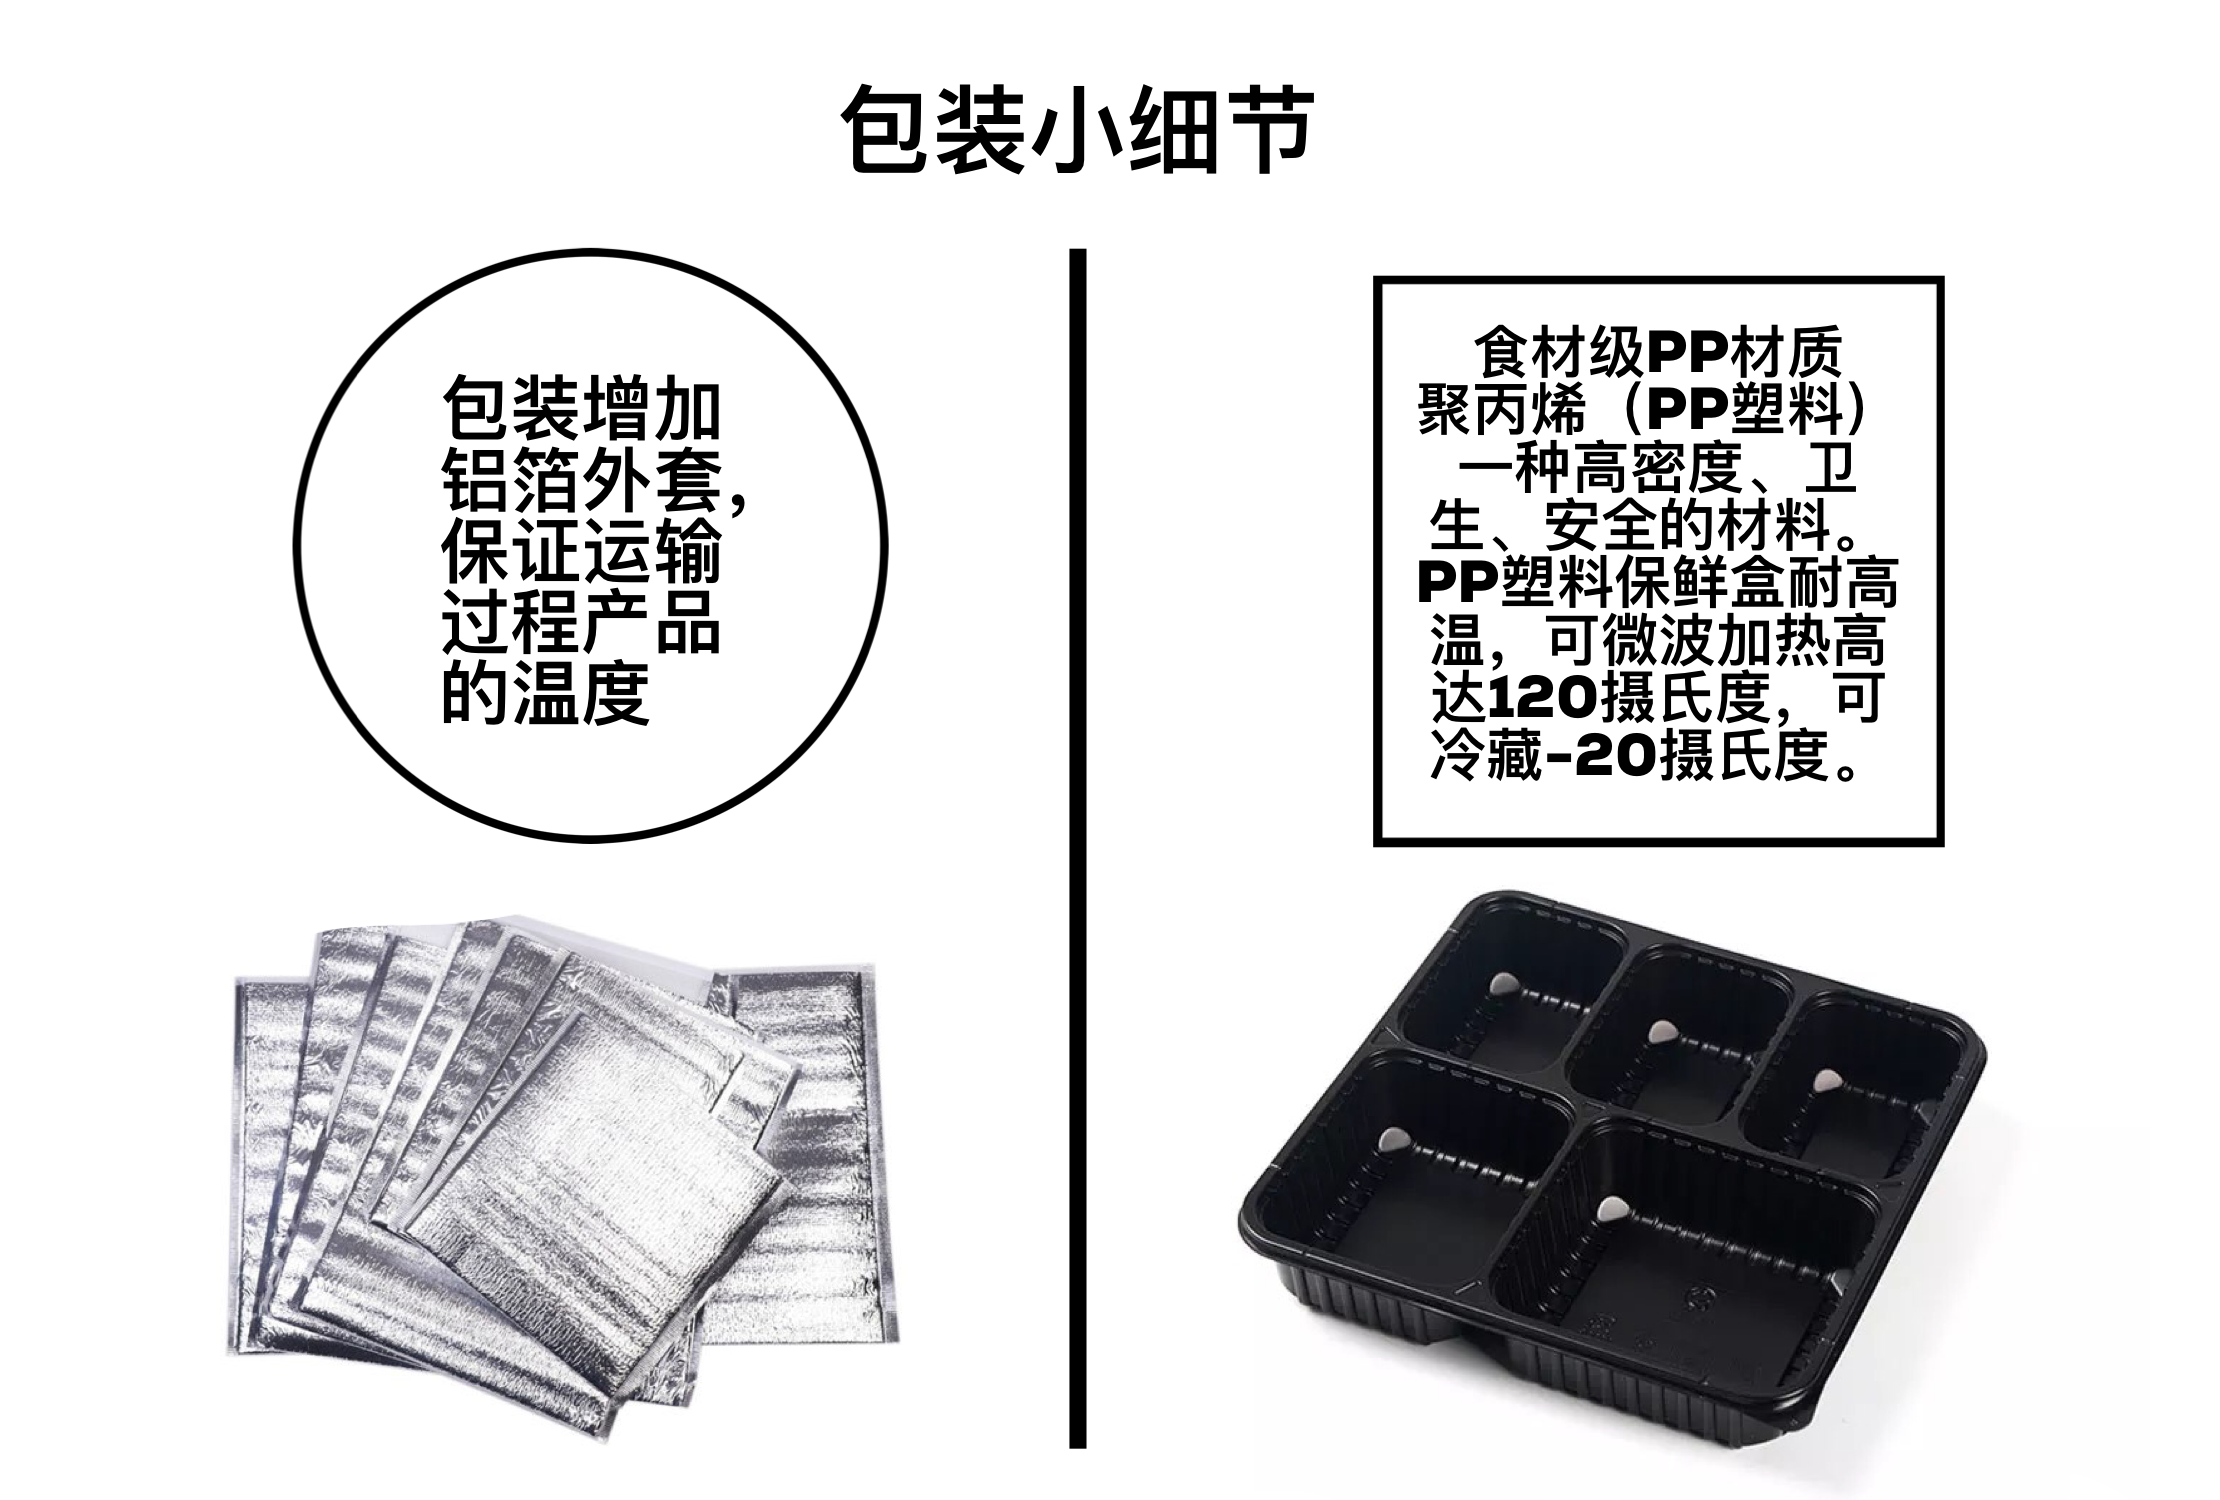 包装小细节
包装增加
铝箔外套，
保证运输
过程产品
的温度
食材级PP材质
聚丙烯（PP塑料）
一种高密度、卫
生、安全的材料。
PP塑料保鲜盒耐高
温，可微波加热高
达120摄氏度，可
冷藏-20摄氏度。